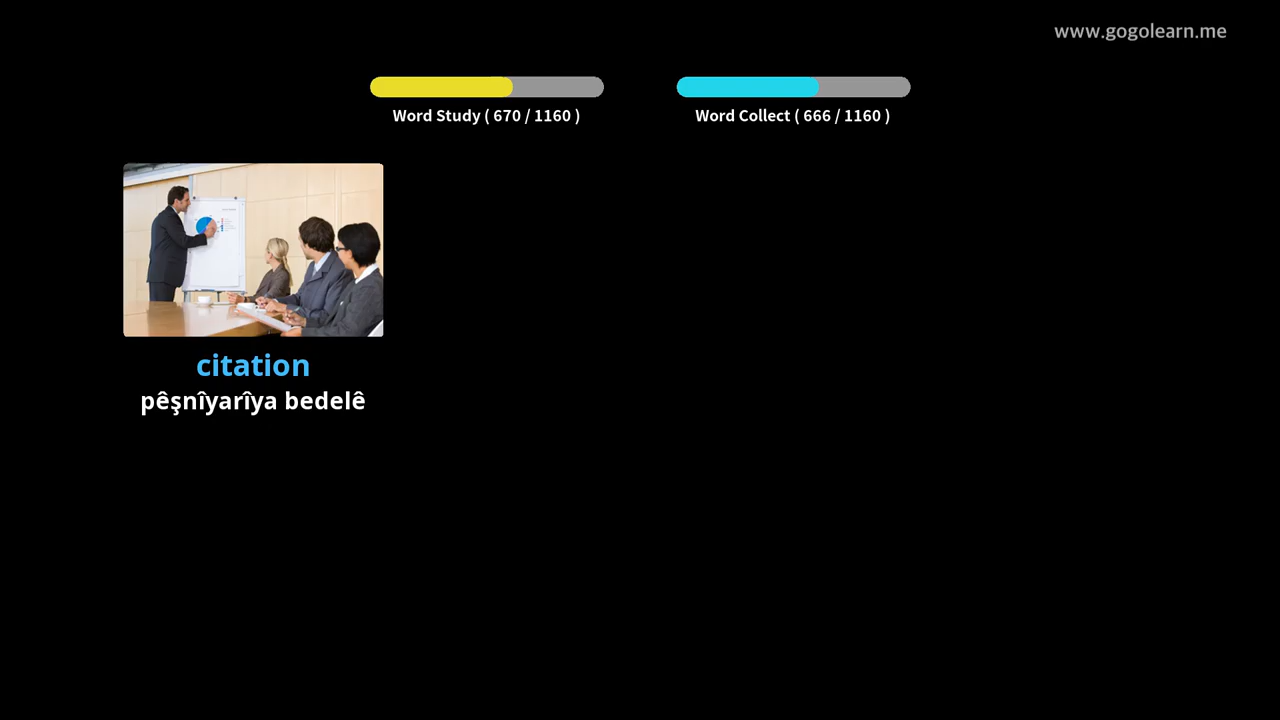 www.gogolearn.me
Word Study ( 670 / 1160 )
Word Collect ( 666 / 1160 )
citation
pêşnîyarîya bedelê